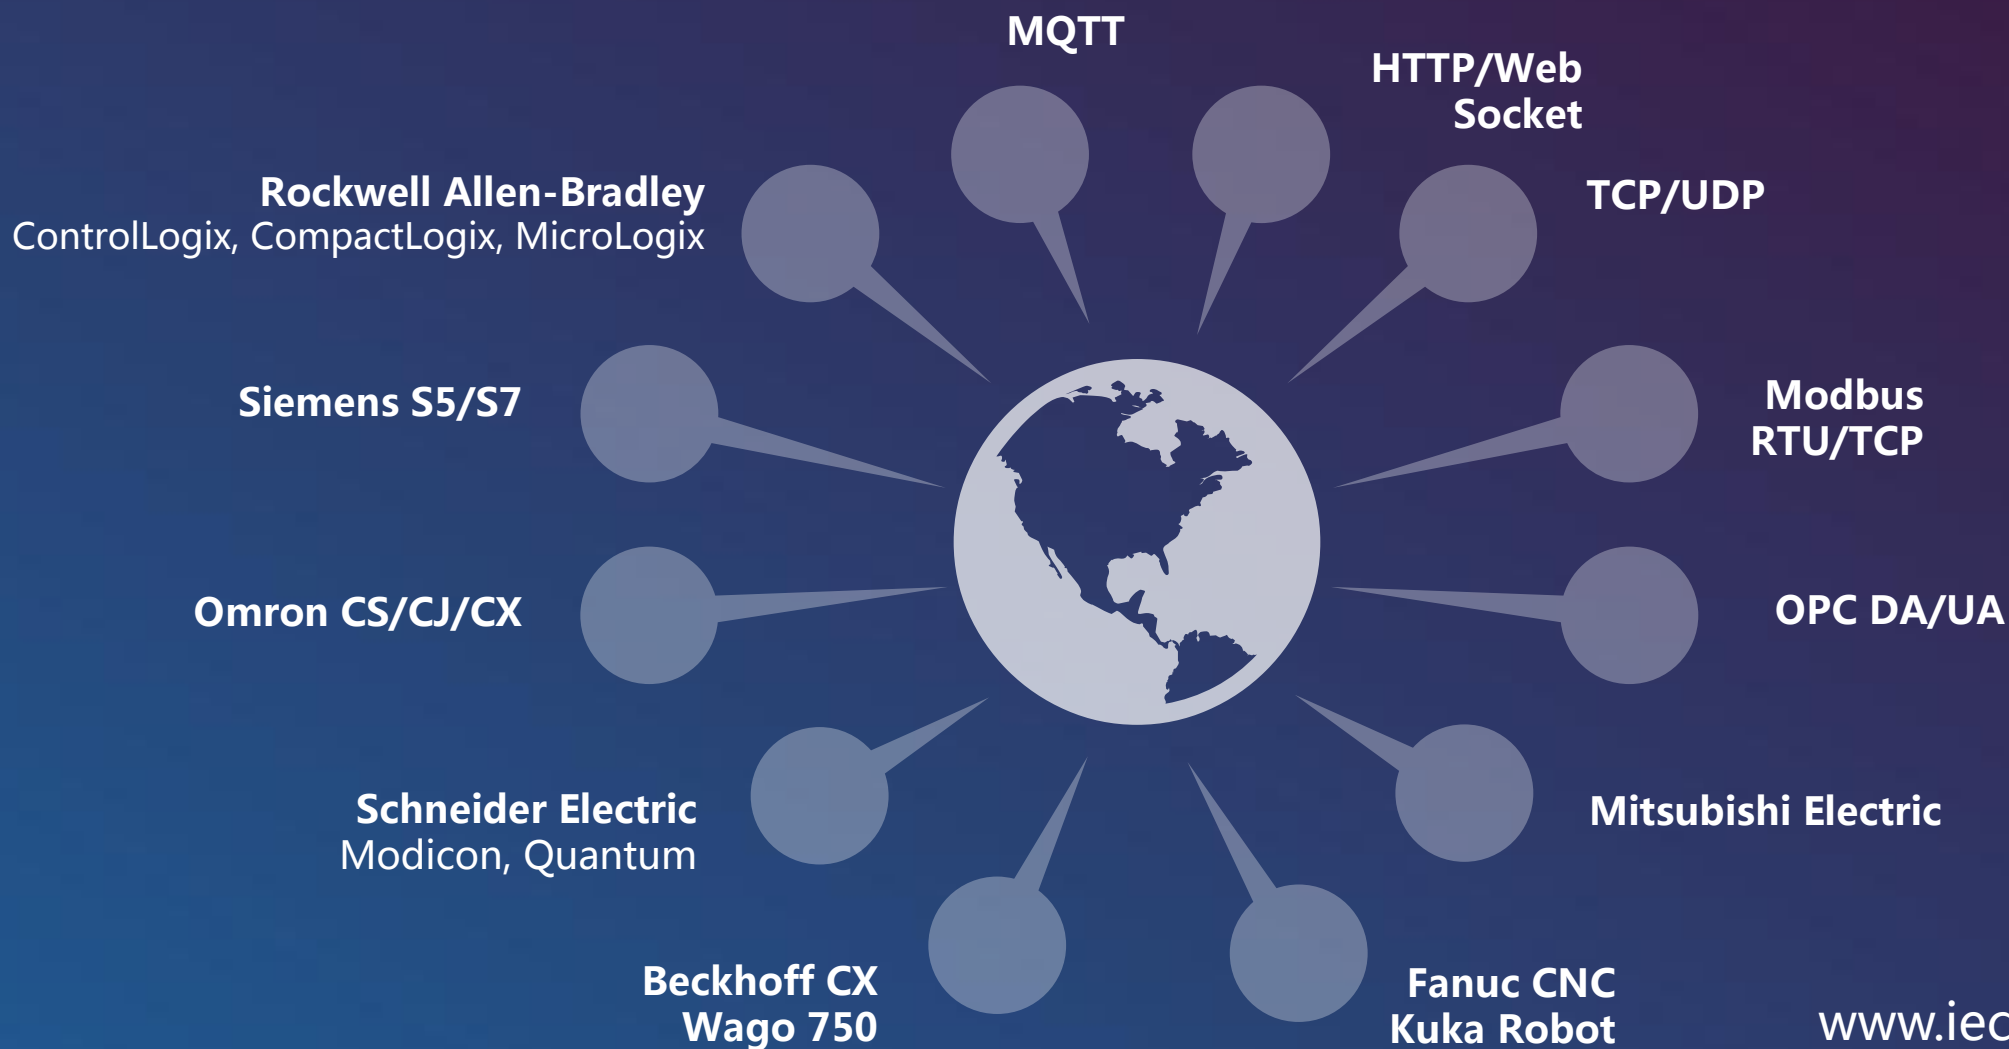 MQTT
HTTP/Web
Socket
Rockwell Allen-Bradley
ControlLogix, CompactLogix, MicroLogix
TCP/UDP
Siemens S5/S7
Modbus
RTU/TCP
Omron CS/CJ/CX
OPC DA/UA
Schneider Electric
Modicon, Quantum
Mitsubishi Electric
Beckhoff CX
Wago 750
Fanuc CNC
Kuka Robot